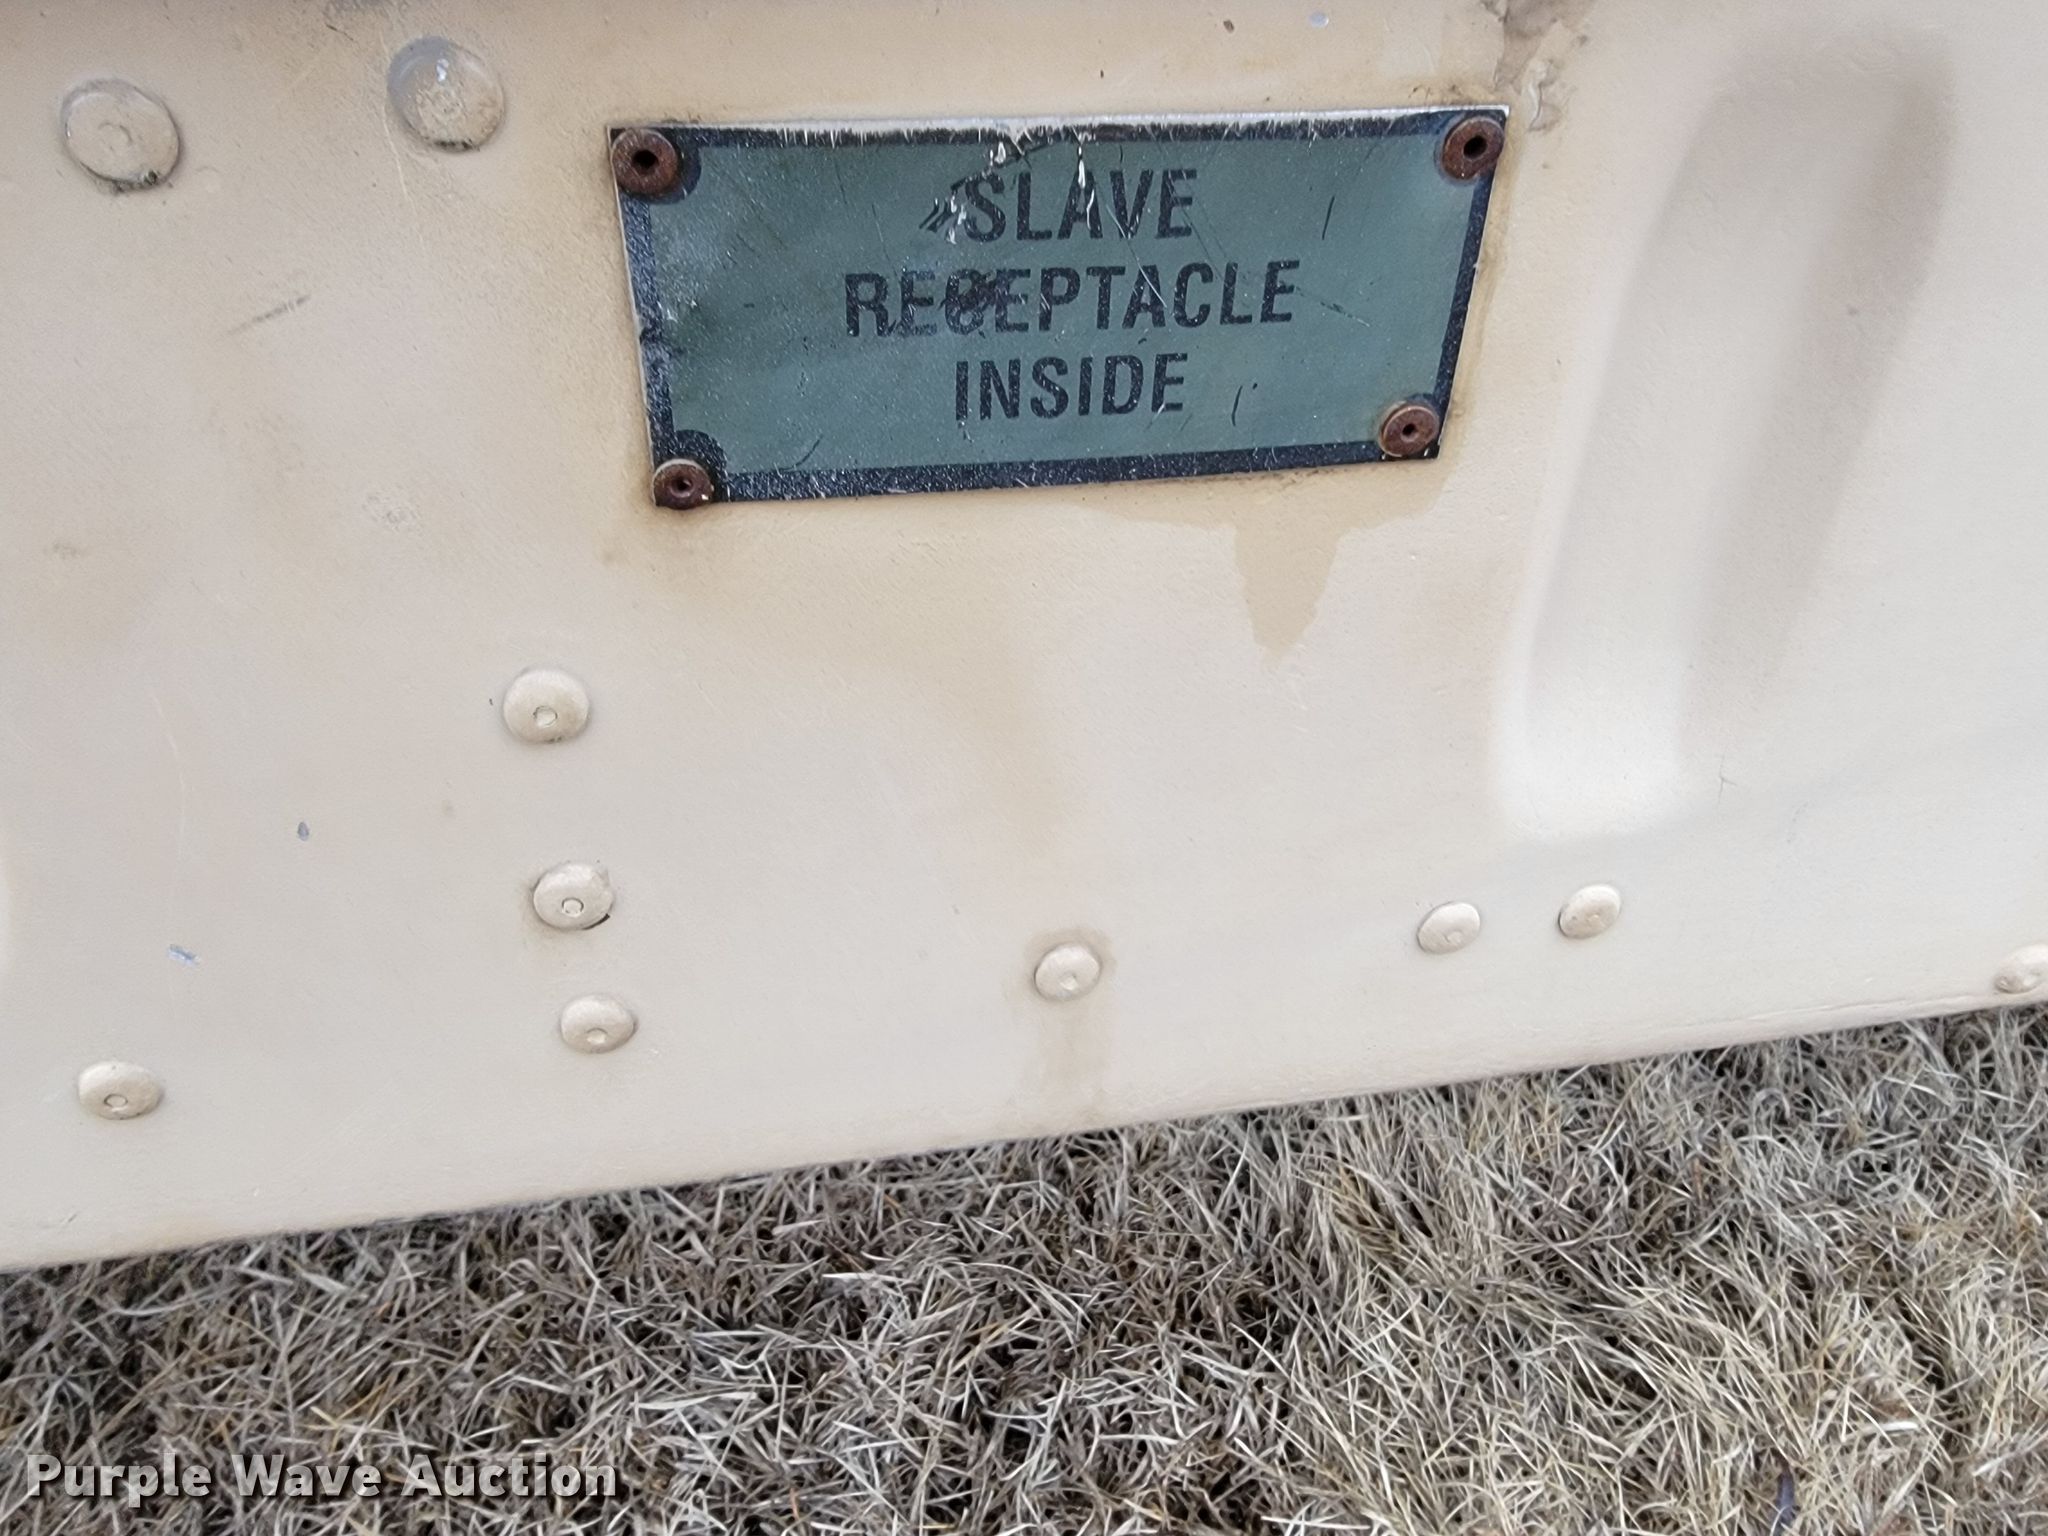 SLAVE
RECEPTACLE
INSIDE
Purple Wave Auction